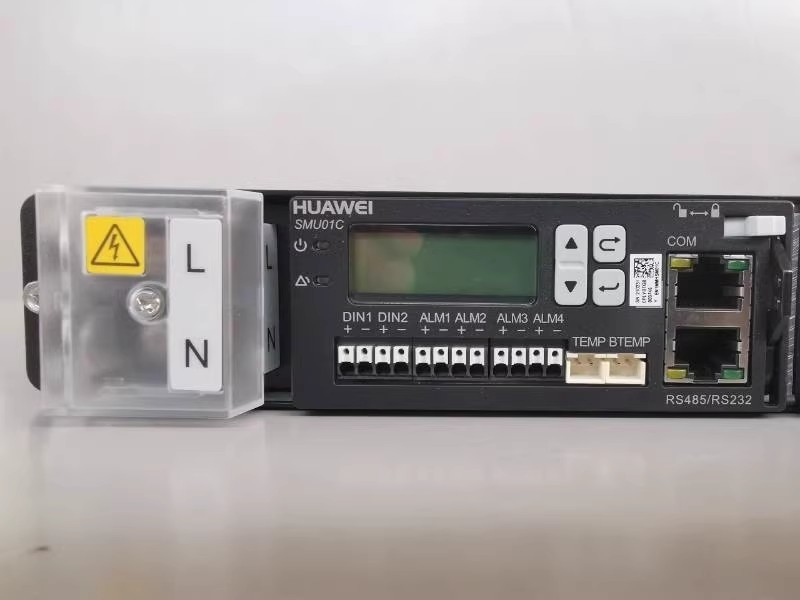 L
N
L
N
HUAWEI
SMU01C
COM
DIN1 DIN2 ALM1 ALM2 ALM3 ALM4
+ − + − + − + − + − + −
TEMP BTEMP
RS485/RS232